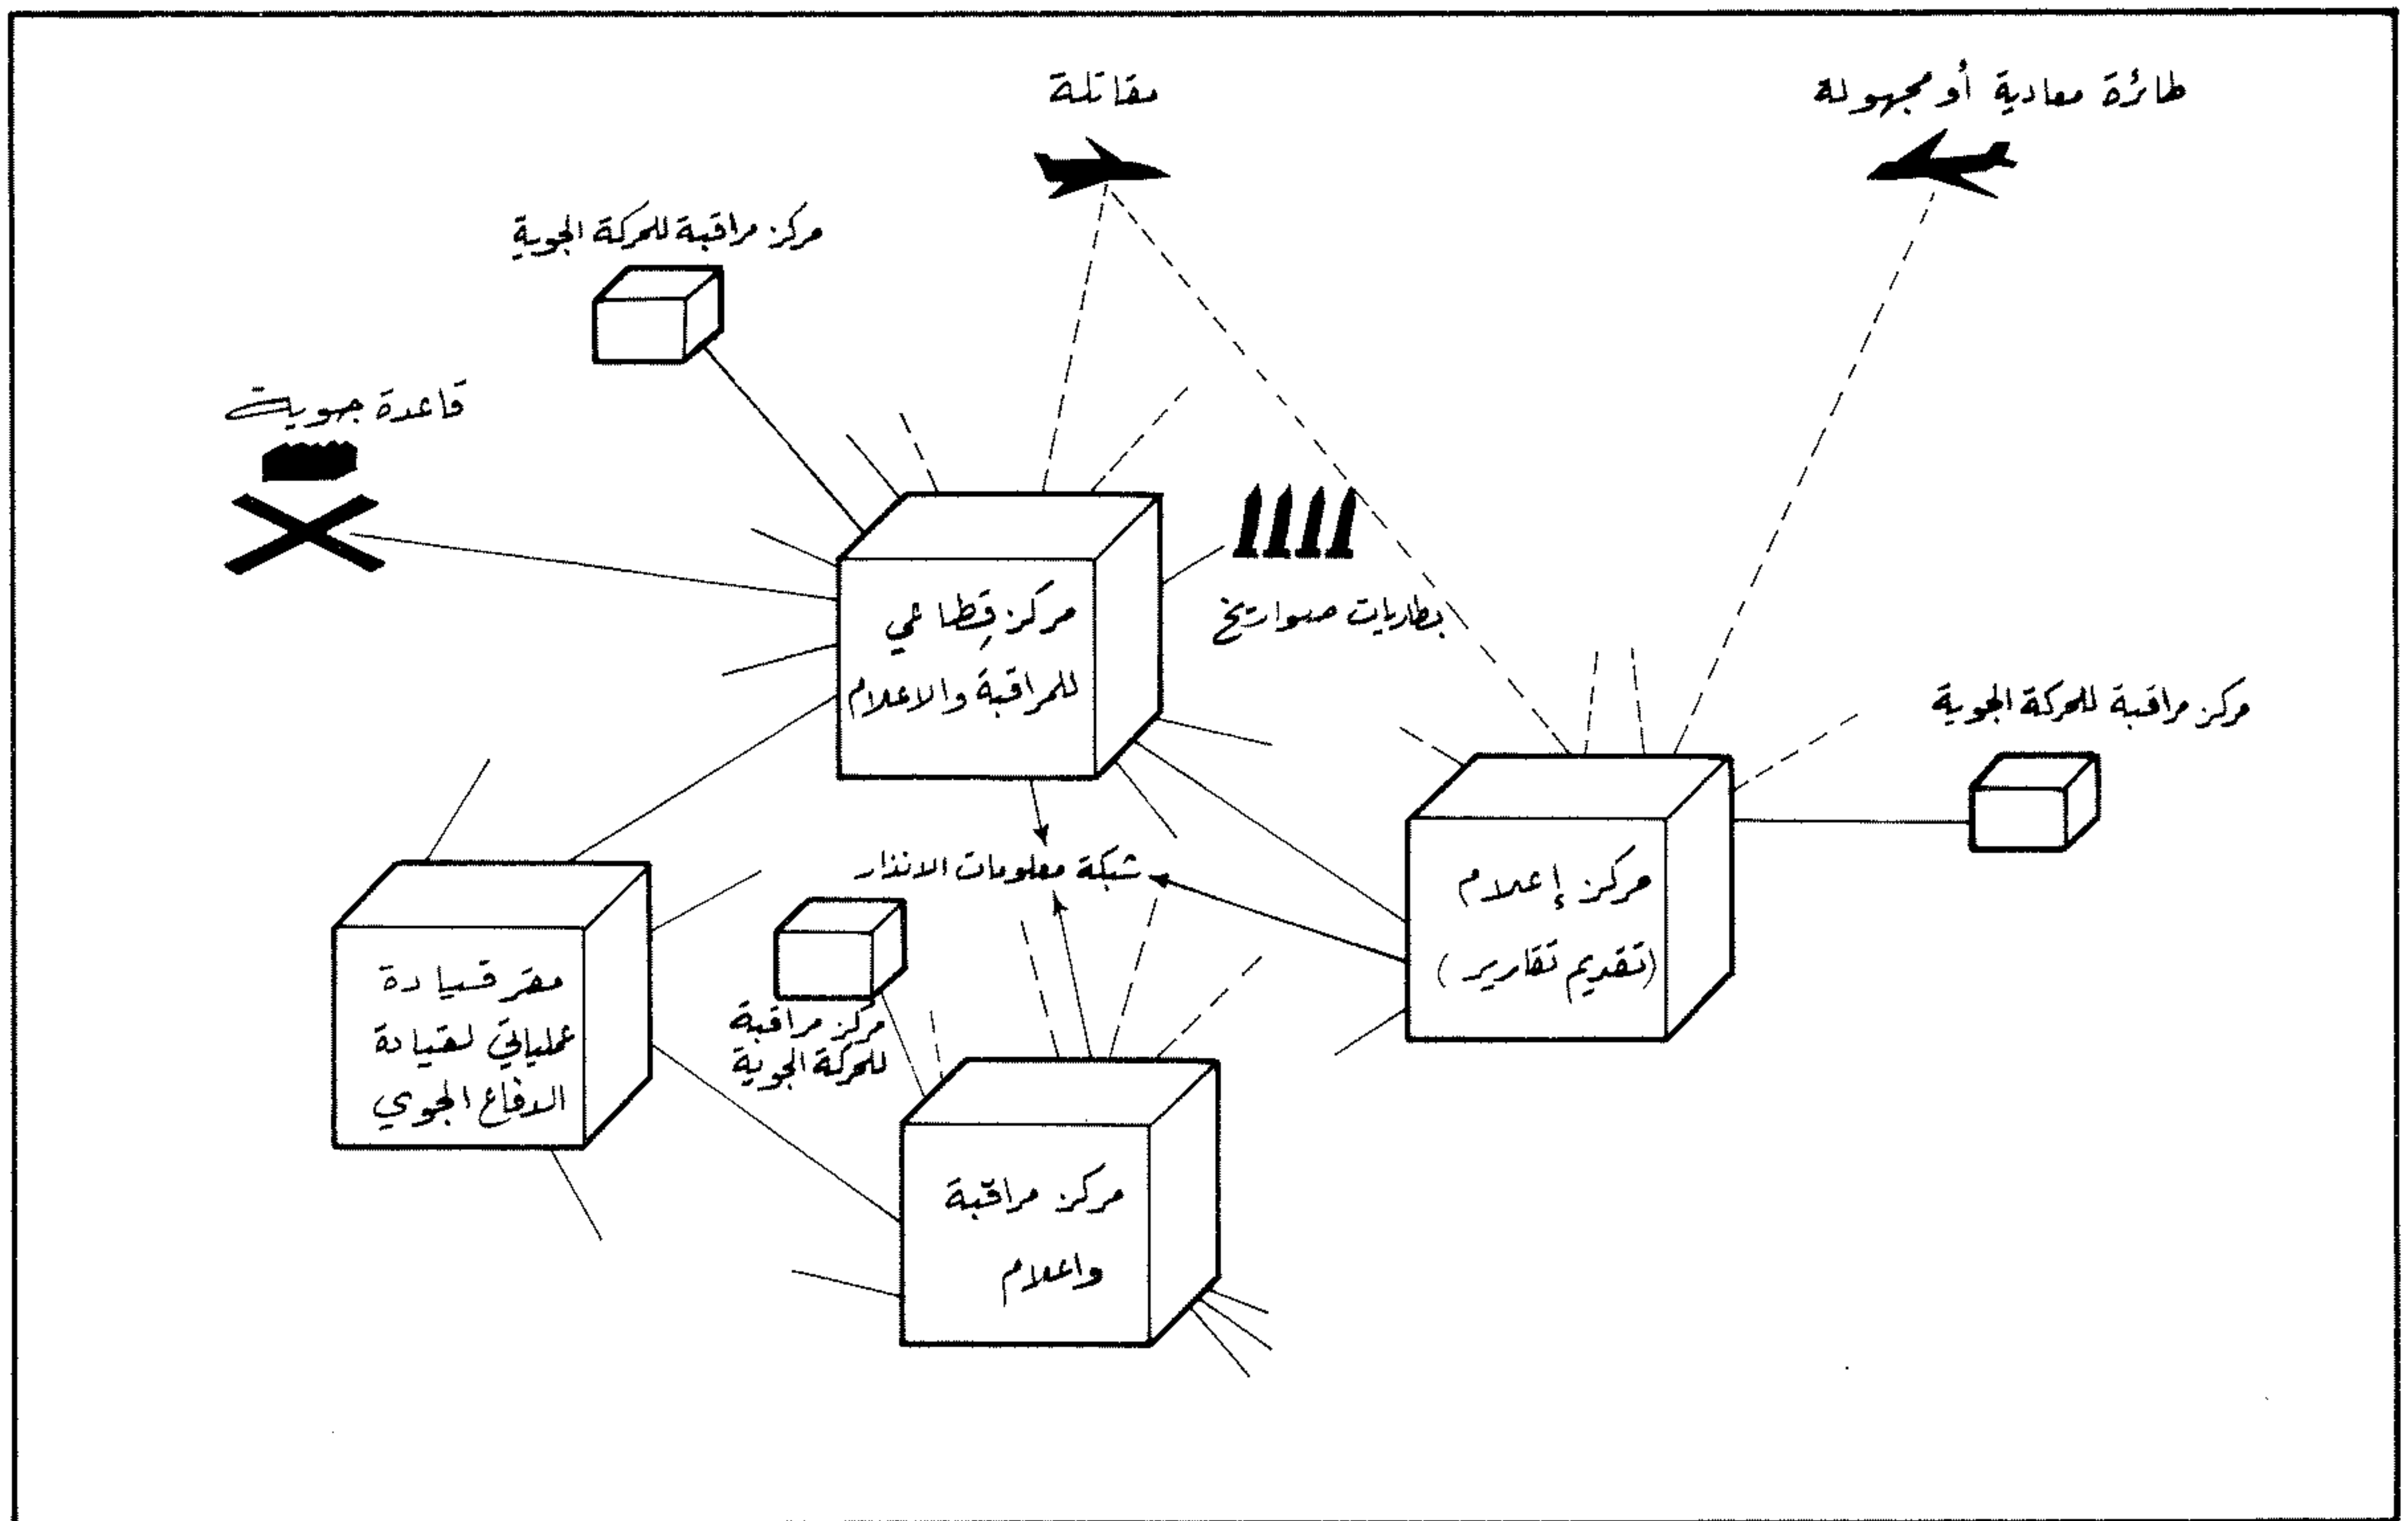 طائرة معادية أو مجهولة
مقاتلة
مركز مراقبة للحركة الجوية
قاعدة جوية
مركز قِطاعي
للمراقبة والاعلام
بطاريات صواريخ
مركز مراقبة للحركة الجوية
شبكة معلومات الانذار
مركز إعلام
(تقديم تقارير)
مقر قيادة
عملياتي لقيادة
الدفاع الجوي
مركز مراقبة
للحركة الجوية
مركز مراقبة
واعلام